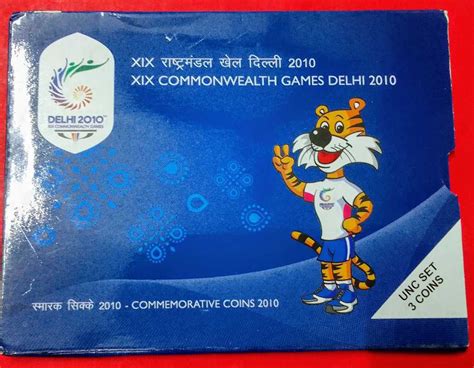 XIX राष्ट्रमंडल खेल दिल्ली 2010
XIX COMMONWEALTH GAMES DELHI 2010
DELHI 2010™
XIX COMMONWEALTH GAMES
स्मारक सिक्के 2010 - COMMEMORATIVE COINS 2010
UNC SET
3 COINS